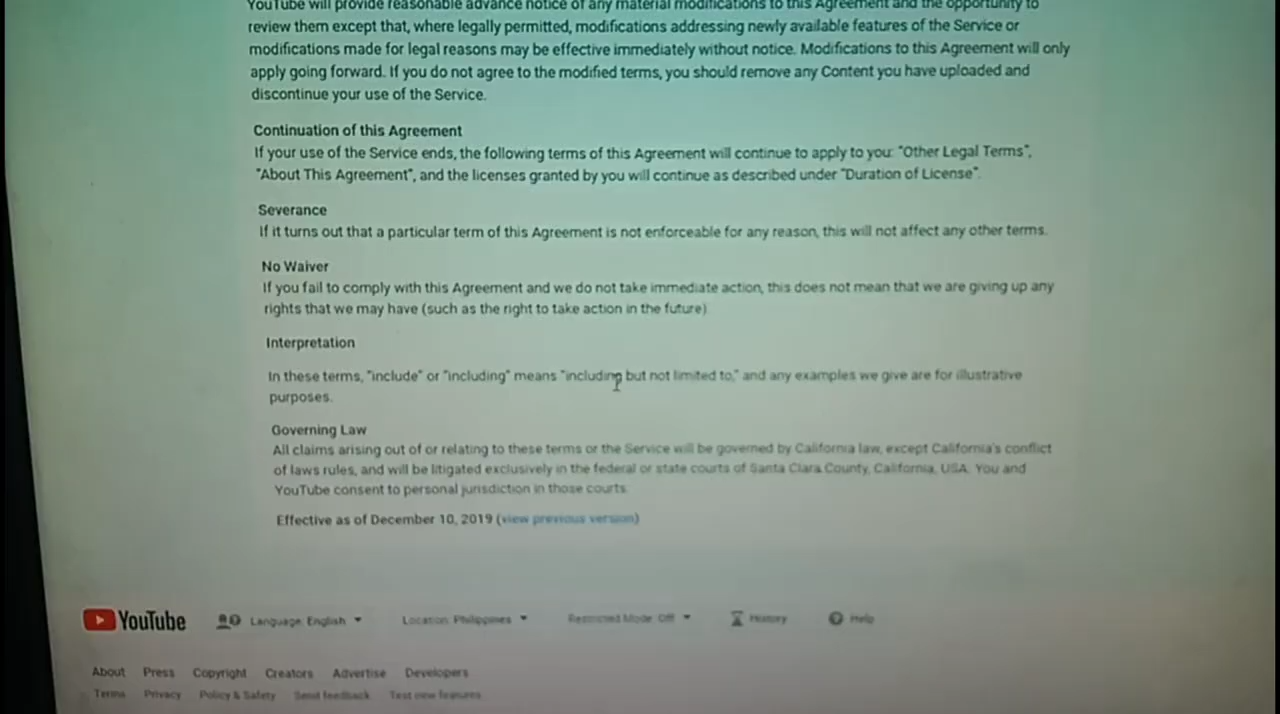 YouTube will provide reasonable advance notice of any material modifications to this Agreement and the opportunity to
review them except that, where legally permitted, modifications addressing newly available features of the Service or
modifications made for legal reasons may be effective immediately without notice. Modifications to this Agreement will only
apply going forward. If you do not agree to the modified terms, you should remove any Content you have uploaded and
discontinue your use of the Service.
Continuation of this Agreement
If your use of the Service ends, the following terms of this Agreement will continue to apply to you: "Other Legal Terms",
"About This Agreement", and the licenses granted by you will continue as described under "Duration of License".
Severance
If it turns out that a particular term of this Agreement is not enforceable for any reason, this will not affect any other terms.
No Waiver
If you fail to comply with this Agreement and we do not take immediate action, this does not mean that we are giving up any
rights that we may have (such as the right to take action in the future).
Interpretation
In these terms, "include" or "including" means "including but not limited to," and any examples we give are for illustrative
purposes.
Governing Law
All claims arising out of or relating to these terms or the Service will be governed by California law, except California's conflict
of laws rules, and will be litigated exclusively in the federal or state courts of Santa Clara County, California, USA. You and
YouTube consent to personal jurisdiction in those courts.
Effective as of December 10, 2019 (view previous version)
YouTube Language: English Location: Philippines Restricted Mode: Off History Help
About Press Copyright Creators Advertise Developers
Terms Privacy Policy & Safety Send feedback Test new features